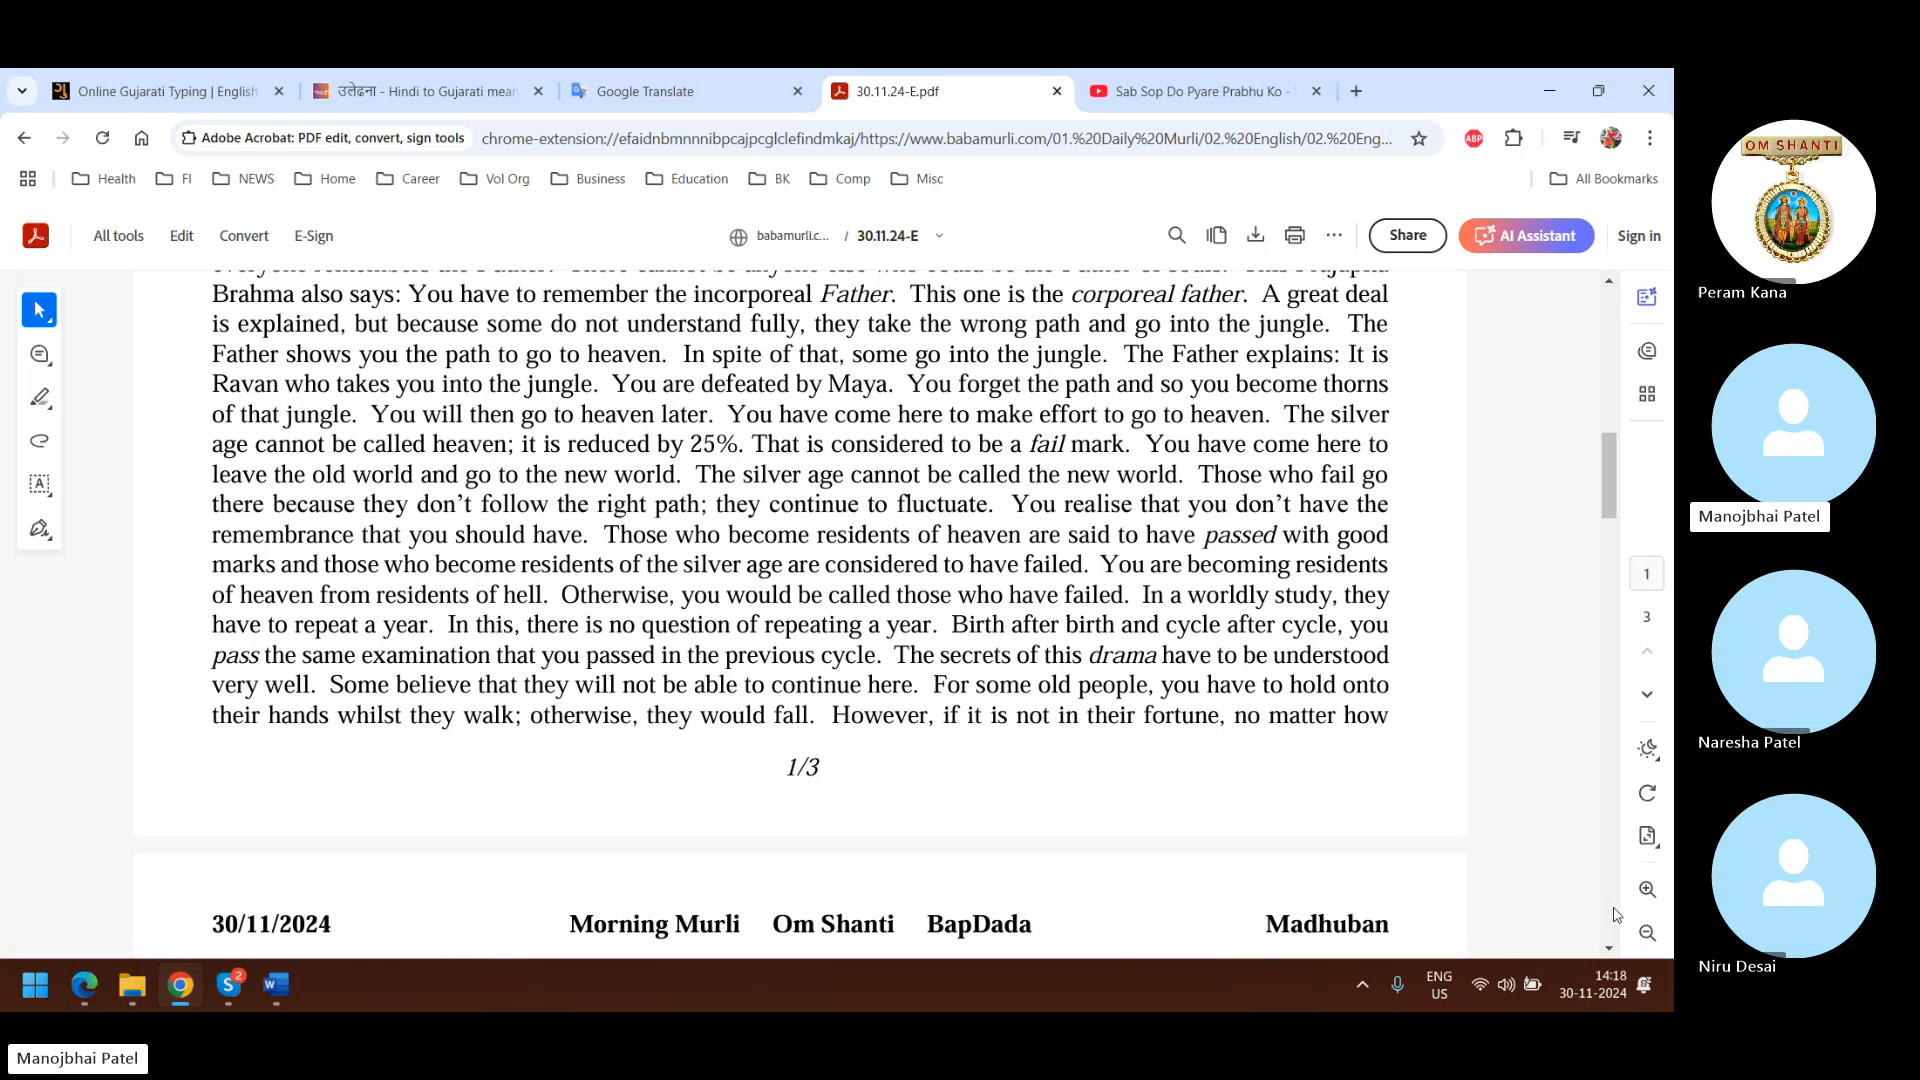 Online Gujarati Typing | English
उलेढना - Hindi to Gujarati mean
Google Translate
30.11.24-E.pdf
Sab Sop Do Pyare Prabhu Ko -
Adobe Acrobat: PDF edit, convert, sign tools
chrome-extension://efaidnbmnnnibpcajpcglclefindmkaj/https://www.babamurli.com/01.%20Daily%20Murli/02.%20English/02.%20Eng...
ABP
Health
FI
NEWS
Home
Career
Vol Org
Business
Education
BK
Comp
Misc
All Bookmarks
All tools
Edit
Convert
E-Sign
babamurli.c... / 30.11.24-E
Share
AI Assistant
Sign in
Brahma also says: You have to remember the incorporeal Father. This one is the corporeal father. A great deal
is explained, but because some do not understand fully, they take the wrong path and go into the jungle. The
Father shows you the path to go to heaven. In spite of that, some go into the jungle. The Father explains: It is
Ravan who takes you into the jungle. You are defeated by Maya. You forget the path and so you become thorns
of that jungle. You will then go to heaven later. You have come here to make effort to go to heaven. The silver
age cannot be called heaven; it is reduced by 25%. That is considered to be a fail mark. You have come here to
leave the old world and go to the new world. The silver age cannot be called the new world. Those who fail go
there because they don’t follow the right path; they continue to fluctuate. You realise that you don’t have the
remembrance that you should have. Those who become residents of heaven are said to have passed with good
marks and those who become residents of the silver age are considered to have failed. You are becoming residents
of heaven from residents of hell. Otherwise, you would be called those who have failed. In a worldly study, they
have to repeat a year. In this, there is no question of repeating a year. Birth after birth and cycle after cycle, you
pass the same examination that you passed in the previous cycle. The secrets of this drama have to be understood
very well. Some believe that they will not be able to continue here. For some old people, you have to hold onto
their hands whilst they walk; otherwise, they would fall. However, if it is not in their fortune, no matter how
1/3
30/11/2024 Morning Murli Om Shanti BapDada Madhuban
1
3
ENG
US
14:18
30-11-2024
2
OM SHANTI
Peram Kana
Manojbhai Patel
Naresha Patel
Niru Desai
Manojbhai Patel